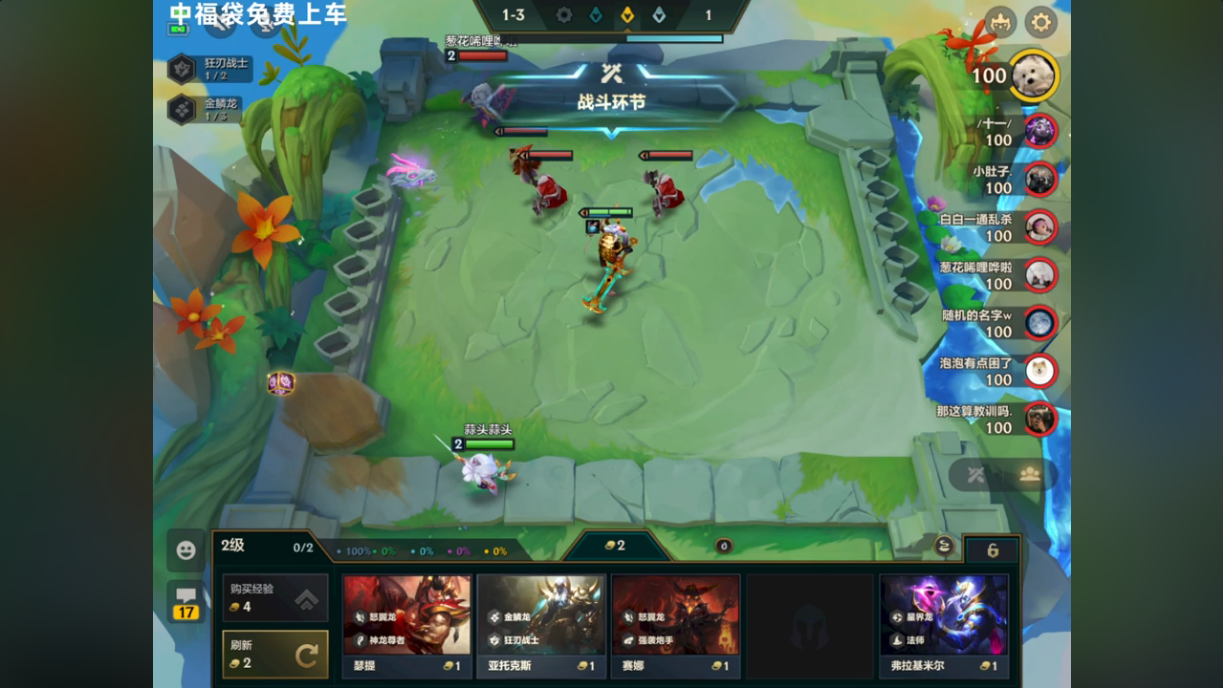 中福袋免费上车
1-3
1
狂刃战士
1 / 2
金鳞龙
1 / 3
葱花唏哩哗啦
2
战斗环节
100
/十一/
100
小肚子.
100
白白一通乱杀
100
葱花唏哩哗啦
100
随机的名字w
100
泡泡有点困了
100
那这算教训吗.
100
蒜头蒜头
2
17
2级
0/2
100%
0%
0%
0%
0%
2
0
6
购买经验
4
刷新
2
怒翼龙
神龙尊者
瑟提
1
金鳞龙
狂刃战士
亚托克斯
1
怒翼龙
强袭炮手
赛娜
1
星界龙
法师
弗拉基米尔
1